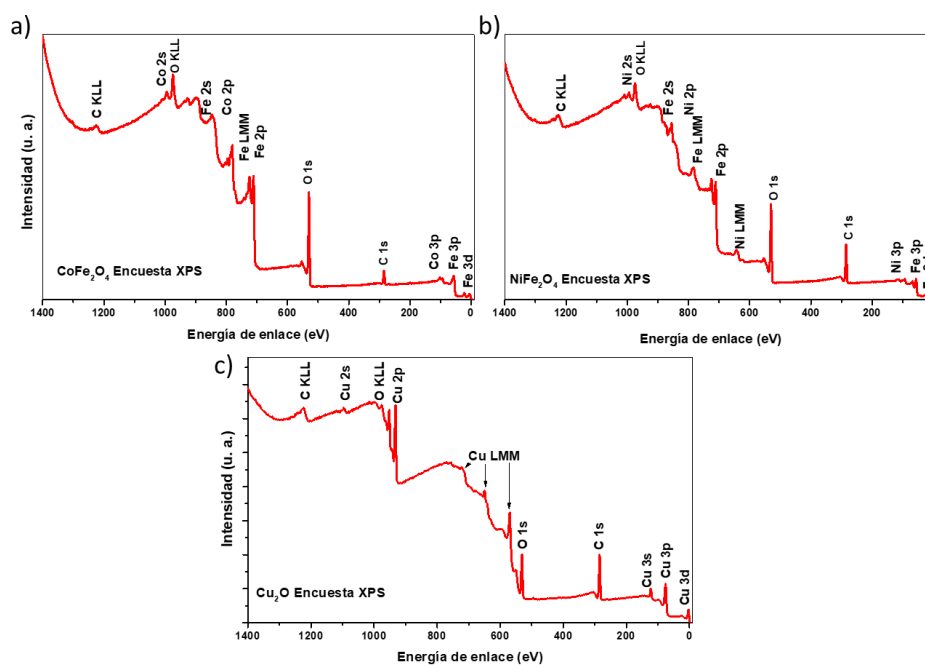 a)
C KLL
Co 2s
O KLL
Fe 2s
Co 2p
Fe LMM
Fe 2p
O 1s
C 1s
Co 3p
Fe 3p
Fe 3d
CoFe₂O₄ Encuesta XPS
Intensidad (u. a.)
1400 1200 1000 800 600 400 200 0
Energía de enlace (eV)
b)
C KLL
Ni 2s
O KLL
Fe 2s
Ni 2p
Fe LMM
Fe 2p
Ni LMM
O 1s
C 1s
Ni 3p
Fe 3p
NiFe₂O₄ Encuesta XPS
Intensidad (u. a.)
1400 1200 1000 800 600 400 200
Energía de enlace (eV)
c)
C KLL
Cu 2s
O KLL
Cu 2p
Cu LMM
O 1s
C 1s
Cu 3s
Cu 3p
Cu 3d
Cu₂O Encuesta XPS
Intensidad (u. a.)
1400 1200 1000 800 600 400 200 0
Energía de enlace (eV)